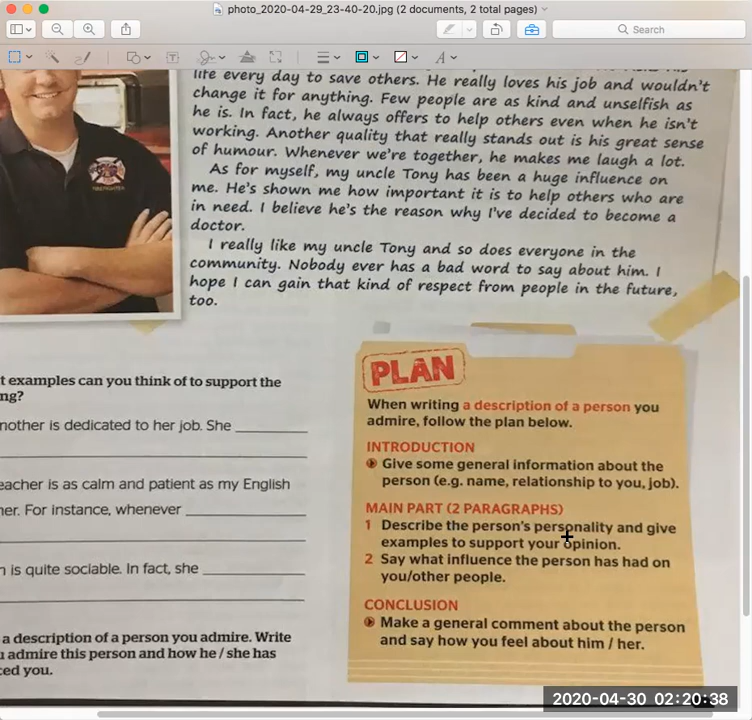 photo_2020-04-29_23-40-20.jpg (2 documents, 2 total pages)
Search
life every day to save others. He really loves his job and wouldn't
change it for anything. Few people are as kind and unselfish as
he is. In fact, he always offers to help others even when he isn't
working. Another quality that really stands out is his great sense
of humour. Whenever we're together, he makes me laugh a lot.
As for myself, my uncle Tony has been a huge influence on
me. He's shown me how important it is to help others who are
in need. I believe he's the reason why I've decided to become a
doctor.
I really like my uncle Tony and so does everyone in the
community. Nobody ever has a bad word to say about him. I
hope I can gain that kind of respect from people in the future,
too.
FIREFIGHTER
t examples can you think of to support the
ng?
nother is dedicated to her job. She
eacher is as calm and patient as my English
her. For instance, whenever
n is quite sociable. In fact, she
a description of a person you admire. Write
u admire this person and how he / she has
ced you.
PLAN
When writing a description of a person you
admire, follow the plan below.
INTRODUCTION
Give some general information about the
person (e.g. name, relationship to you, job).
MAIN PART (2 PARAGRAPHS)
1 Describe the person's personality and give
examples to support your opinion.
2 Say what influence the person has had on
you/other people.
CONCLUSION
Make a general comment about the person
and say how you feel about him / her.
2020-04-30 02:20:38